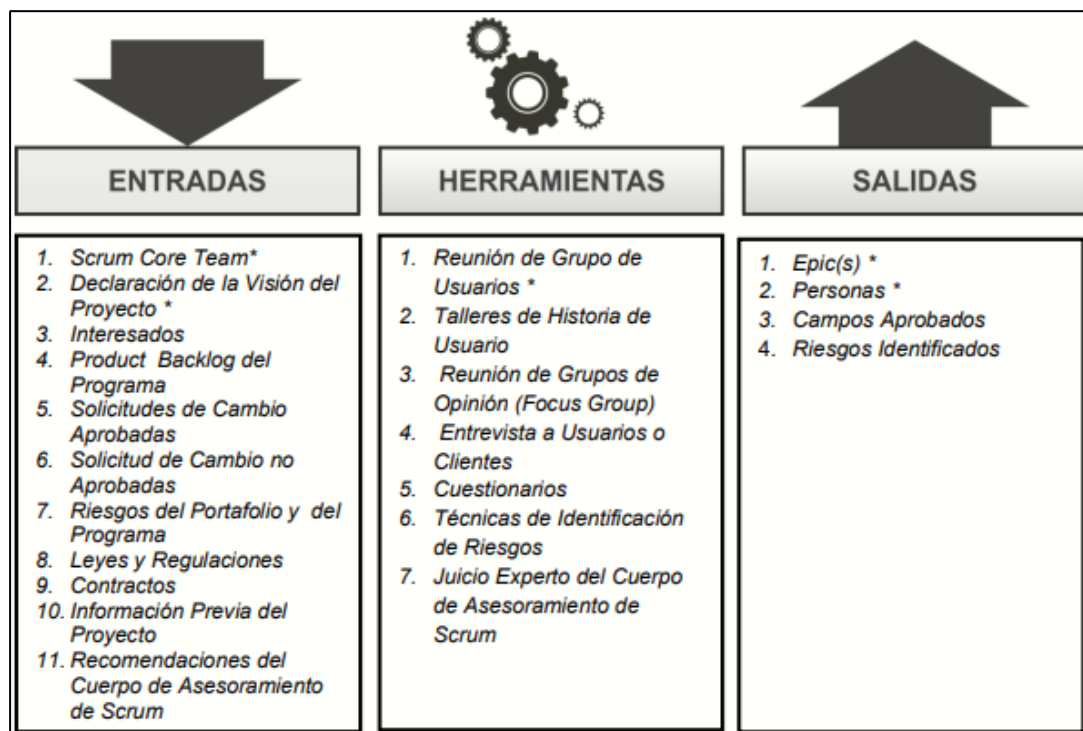 ENTRADAS
1. Scrum Core Team*
2. Declaración de la Visión del
Proyecto *
3. Interesados
4. Product Backlog del
Programa
5. Solicitudes de Cambio
Aprobadas
6. Solicitud de Cambio no
Aprobadas
7. Riesgos del Portafolio y del
Programa
8. Leyes y Regulaciones
9. Contractos
10. Información Previa del
Proyecto
11. Recomendaciones del
Cuerpo de Asesoramiento
de Scrum
HERRAMIENTAS
1. Reunión de Grupo de
Usuarios *
2. Talleres de Historia de
Usuario
3. Reunión de Grupos de
Opinión (Focus Group)
4. Entrevista a Usuarios o
Clientes
5. Cuestionarios
6. Técnicas de Identificación
de Riesgos
7. Juicio Experto del Cuerpo
de Asesoramiento de
Scrum
SALIDAS
1. Epic(s) *
2. Personas *
3. Campos Aprobados
4. Riesgos Identificados